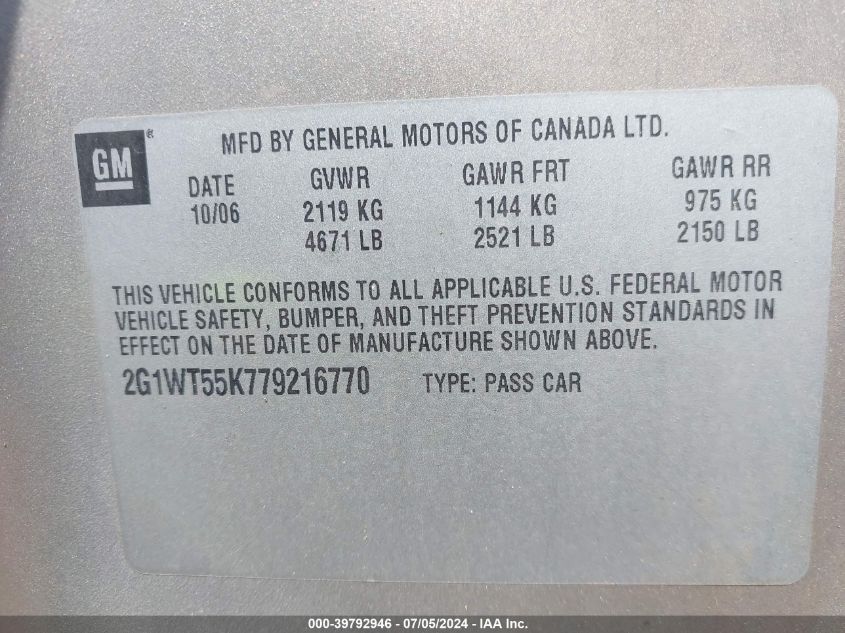 GM®
MFD BY GENERAL MOTORS OF CANADA LTD.
DATE GVWR GAWR FRT GAWR RR
10/06 2119 KG 1144 KG 975 KG
4671 LB 2521 LB 2150 LB
THIS VEHICLE CONFORMS TO ALL APPLICABLE U.S. FEDERAL MOTOR
VEHICLE SAFETY, BUMPER, AND THEFT PREVENTION STANDARDS IN
EFFECT ON THE DATE OF MANUFACTURE SHOWN ABOVE.
2G1WT55K779216770 TYPE: PASS CAR
000-39792946 - 07/05/2024 - IAA Inc.